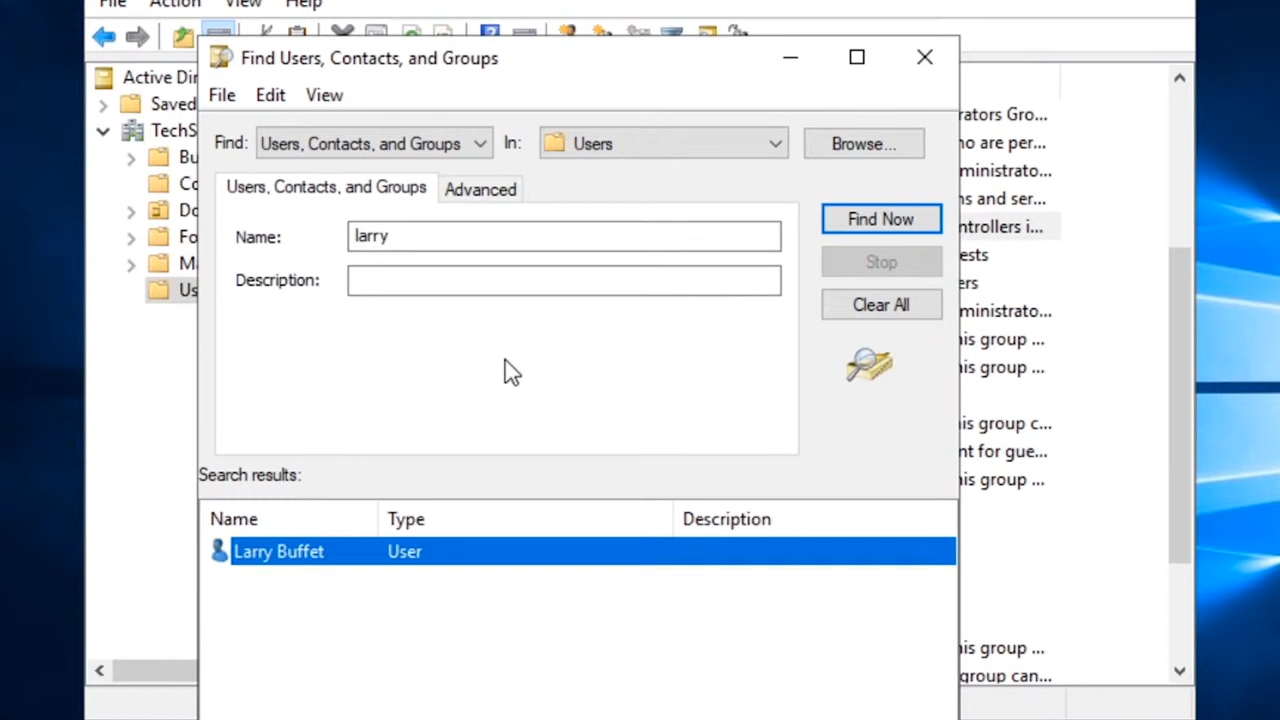 File Action View Help
Find Users, Contacts, and Groups
File Edit View
Find: Users, Contacts, and Groups In: Users Browse...
Users, Contacts, and Groups Advanced
Name: larry
Description:
Find Now
Stop
Clear All
Search results:
Name Type Description
Larry Buffet User
Active Dir
Saved
TechS
Bu
Co
Do
Fo
Ma
Us
rators Gro...
ho are per...
ministrato...
ns and ser...
ntrollers i...
ests
ers
ministrato...
his group ...
his group ...
his group c...
nt for gue...
his group ...
his group ...
group can...